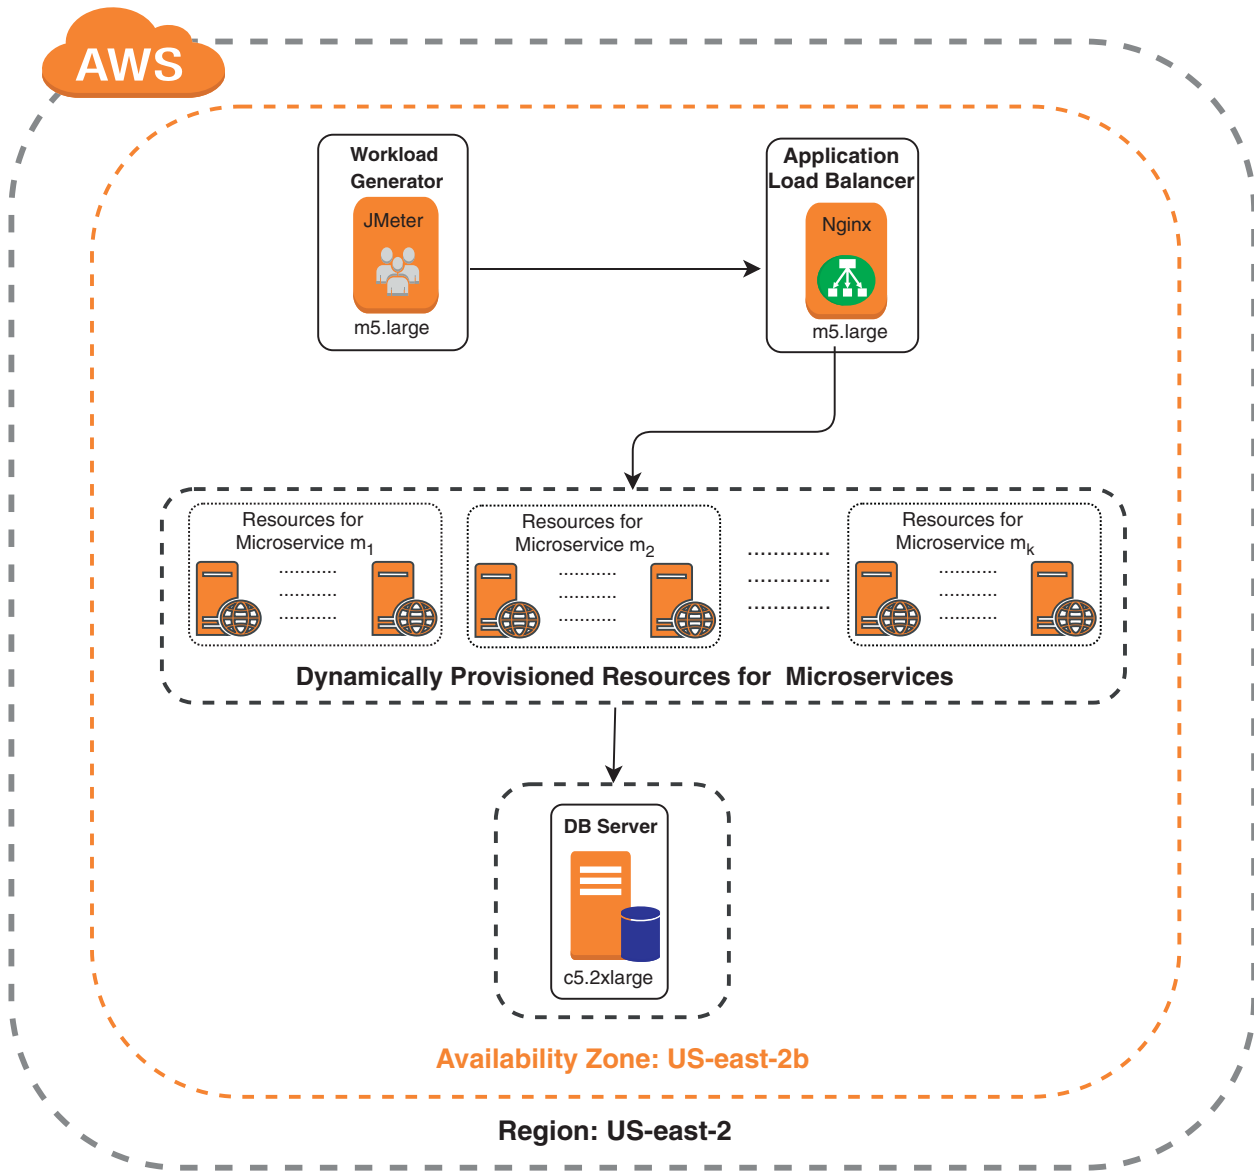 AWS
Workload
Generator
JMeter
m5.large
Application
Load Balancer
Nginx
m5.large
Resources for
Microservice m1
Resources for
Microservice m2
Resources for
Microservice mk
Dynamically Provisioned Resources for Microservices
DB Server
c5.2xlarge
Availability Zone: US-east-2b
Region: US-east-2